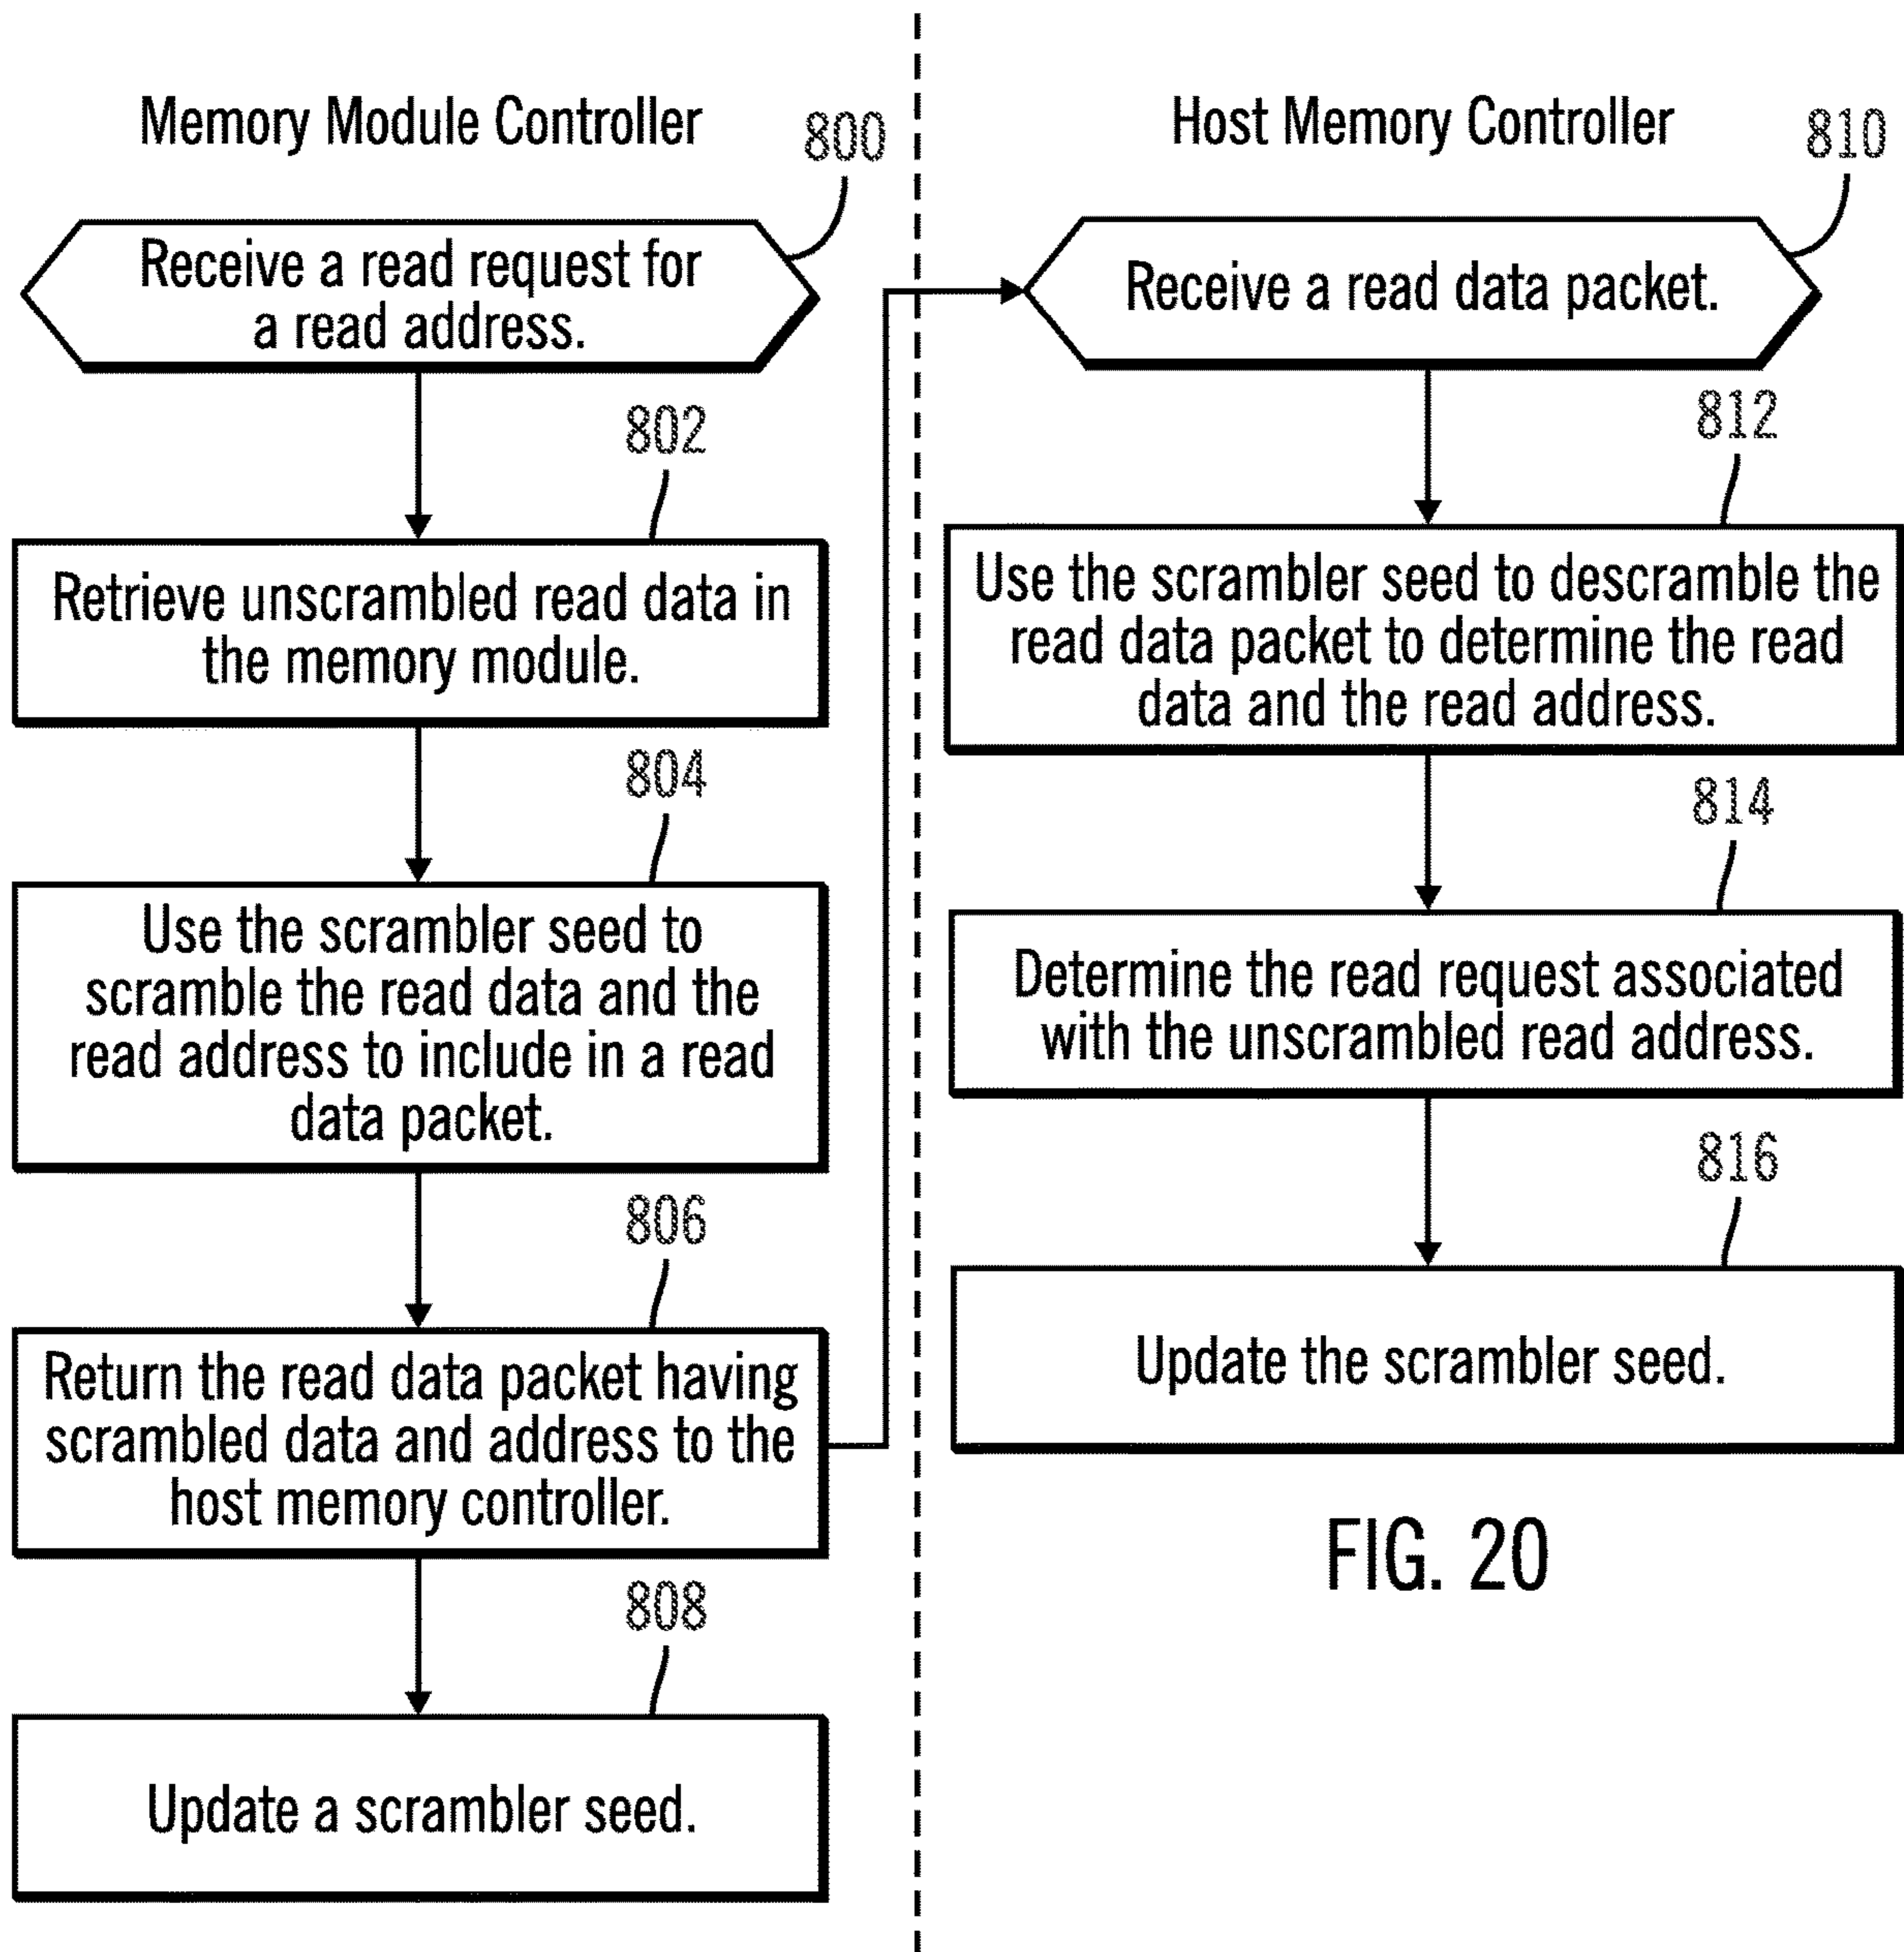 Memory Module Controller
800
Receive a read request for
a read address.
802
Retrieve unscrambled read data in
the memory module.
804
Use the scrambler seed to
scramble the read data and the
read address to include in a read
data packet.
806
Return the read data packet having
scrambled data and address to the
host memory controller.
808
Update a scrambler seed.
Host Memory Controller
810
Receive a read data packet.
812
Use the scrambler seed to descramble the
read data packet to determine the read
data and the read address.
814
Determine the read request associated
with the unscrambled read address.
816
Update the scrambler seed.
FIG. 20